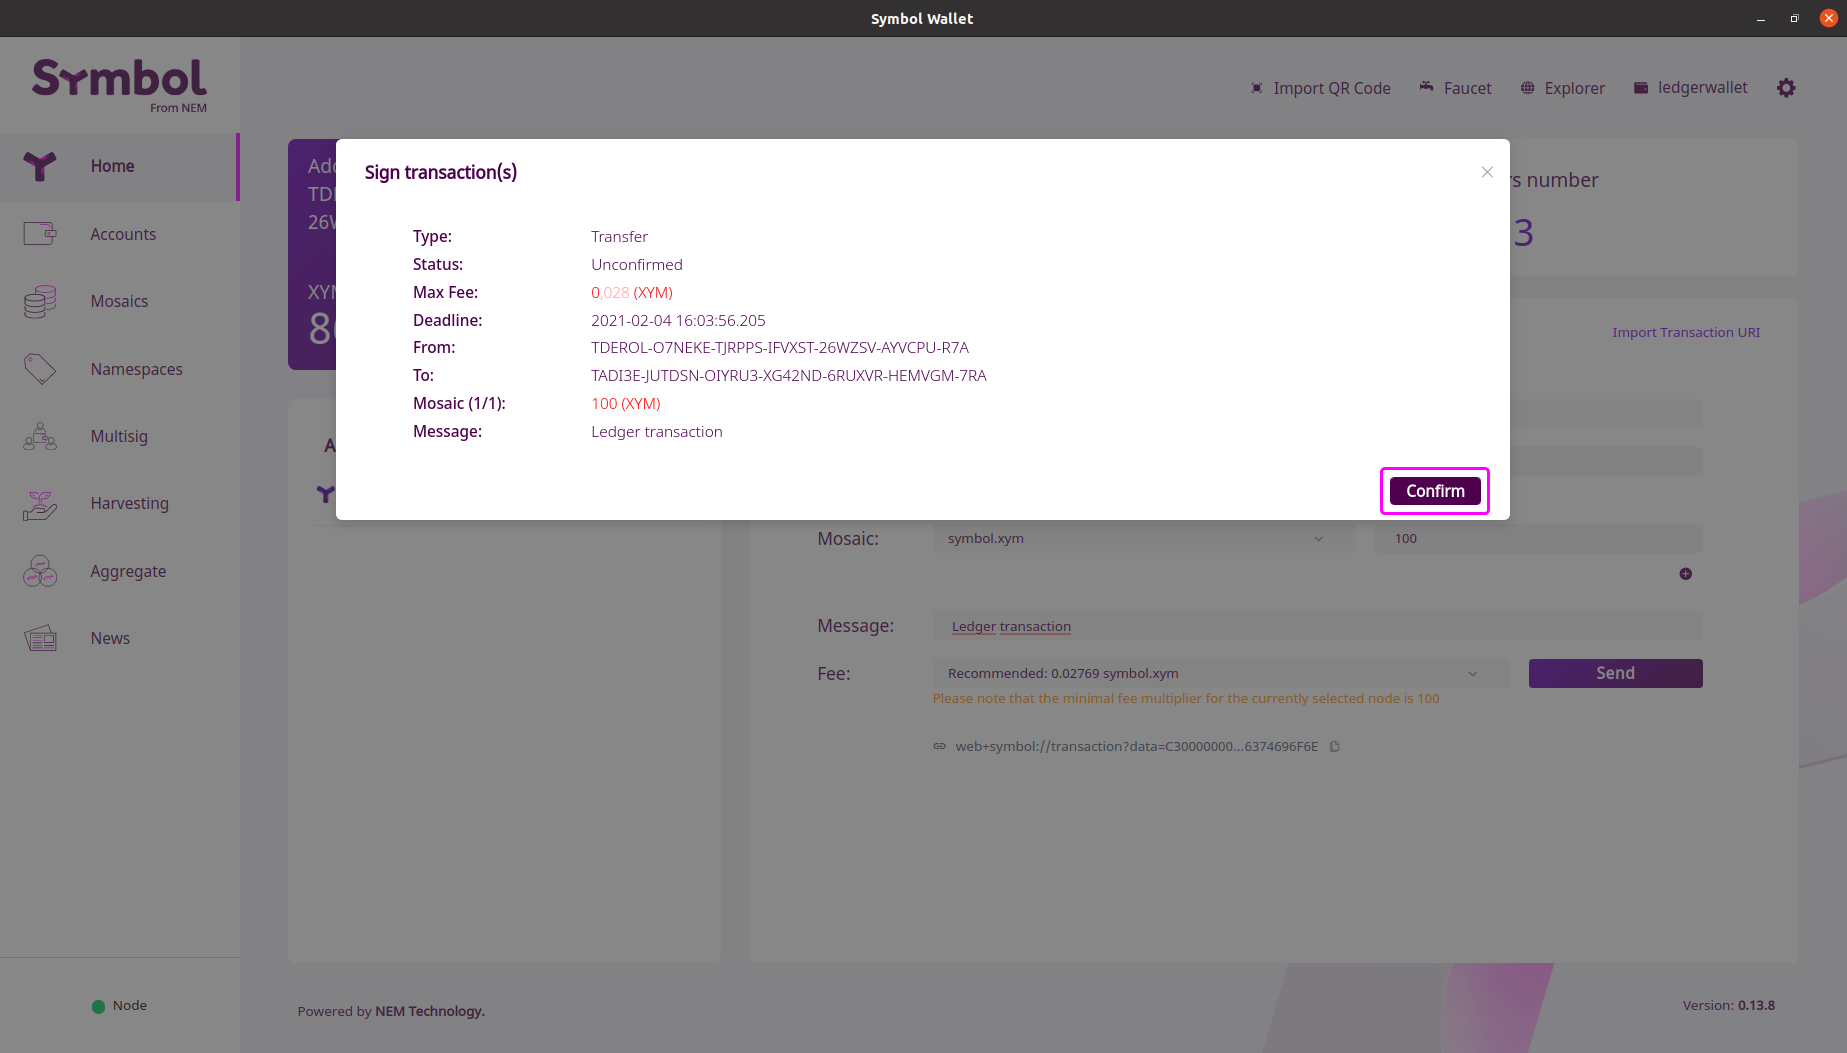 Symbol Wallet
Symbol
From NEM
Import QR Code
Faucet
Explorer
ledgerwallet
Home
Accounts
Mosaics
Namespaces
Multisig
Harvesting
Aggregate
News
Node
Sign transaction(s)
Type: Transfer
Status: Unconfirmed
Max Fee: 0,028 (XYM)
Deadline: 2021-02-04 16:03:56.205
From: TDEROL-O7NEKE-TJRPPS-IFVXST-26WZSV-AYVCPU-R7A
To: TADI3E-JUTDSN-OIYRU3-XG42ND-6RUXVR-HEMVGM-7RA
Mosaic (1/1): 100 (XYM)
Message: Ledger transaction
Confirm
number
3
Import Transaction URI
Mosaic: symbol.xym 100
Message: Ledger transaction
Fee: Recommended: 0.02769 symbol.xym Send
Please note that the minimal fee multiplier for the currently selected node is 100
web+symbol://transaction?data=C30000000...6374696F6E
Powered by NEM Technology.
Version: 0.13.8